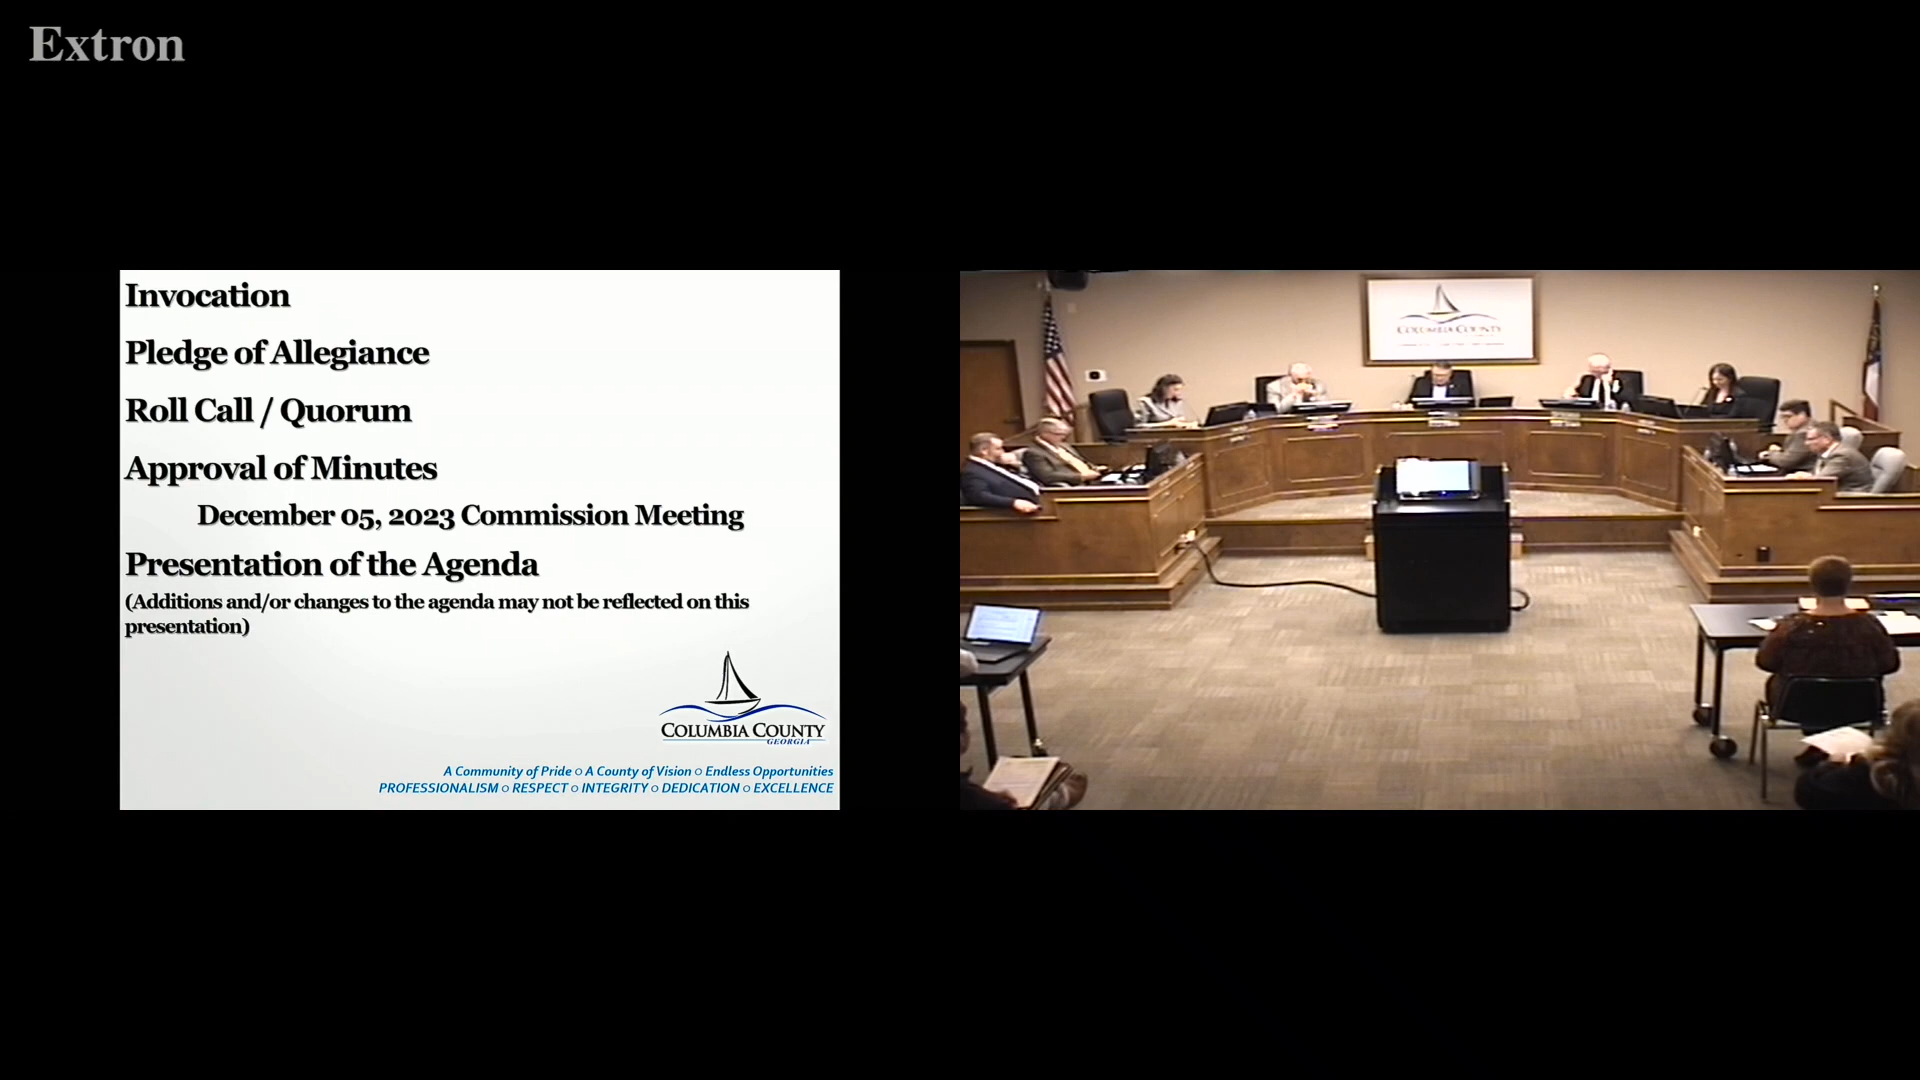 Extron
Invocation
Pledge of Allegiance
Roll Call / Quorum
Approval of Minutes
December 05, 2023 Commission Meeting
Presentation of the Agenda
(Additions and/or changes to the agenda may not be reflected on this
presentation)
COLUMBIA COUNTY
GEORGIA
A Community of Pride ○ A County of Vision ○ Endless Opportunities
PROFESSIONALISM ○ RESPECT ○ INTEGRITY ○ DEDICATION ○ EXCELLENCE
COLUMBIA COUNTY